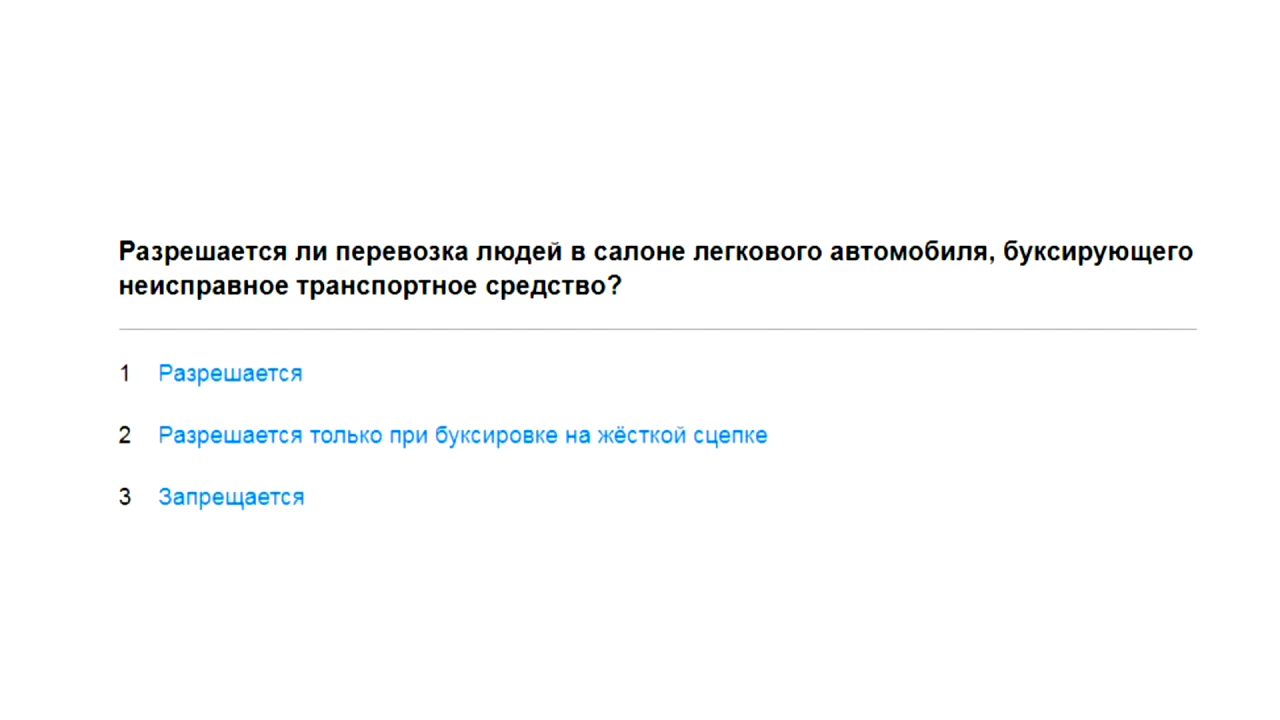 Разрешается ли перевозка людей в салоне легкового автомобиля, буксирующего
неисправное транспортное средство?
1 Разрешается
2 Разрешается только при буксировке на жёсткой сцепке
3 Запрещается